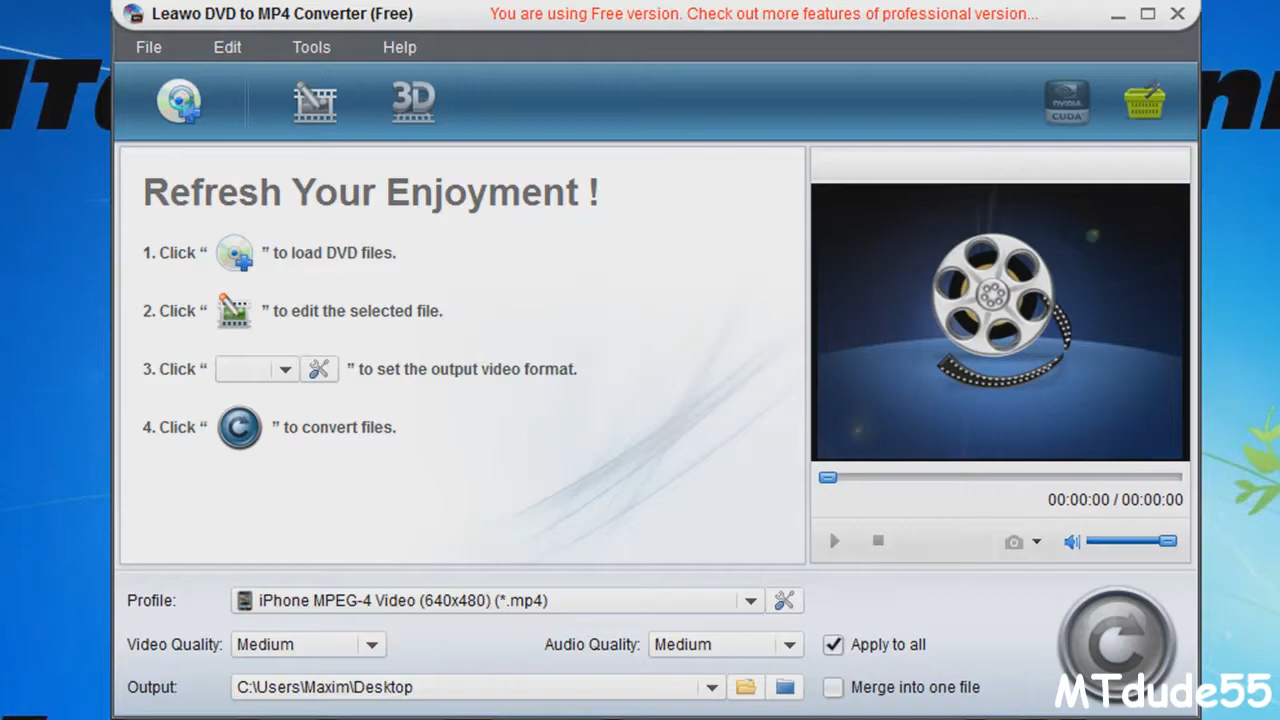 Leawo DVD to MP4 Converter (Free)
You are using Free version. Check out more features of professional version...
File Edit Tools Help
3D
NVIDIA
CUDA
Refresh Your Enjoyment !
1. Click “ ” to load DVD files.
2. Click “ ” to edit the selected file.
3. Click “ ” to set the output video format.
4. Click “ ” to convert files.
00:00:00 / 00:00:00
Profile: iPhone MPEG-4 Video (640x480) (*.mp4)
Video Quality: Medium Audio Quality: Medium Apply to all
Output: C:\Users\Maxim\Desktop Merge into one file
MTdude55